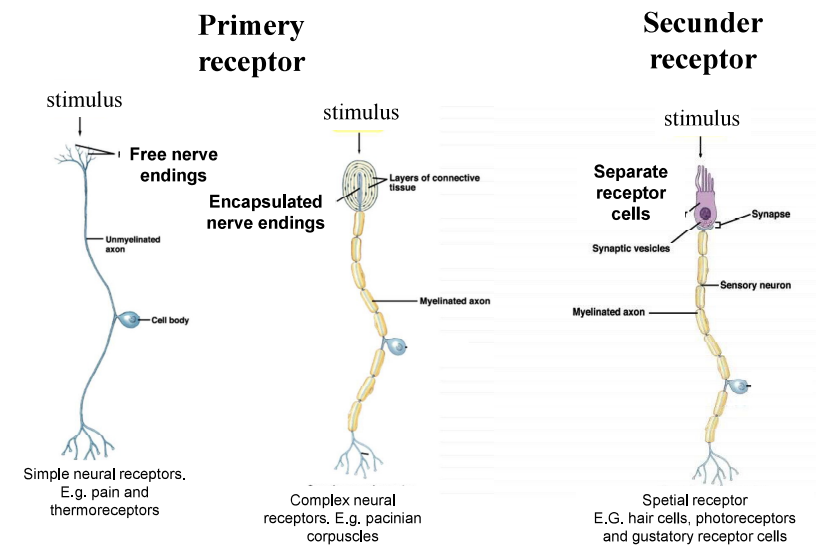 Primery
receptor
Secunder
receptor
stimulus
Free nerve
endings
Unmyelinated
axon
Cell body
Simple neural receptors.
E.g. pain and
thermoreceptors
stimulus
Layers of connective
tissue
Encapsulated
nerve endings
Myelinated axon
Complex neural
receptors. E.g. pacinian
corpuscles
stimulus
Separate
receptor
cells
Synapse
Synaptic vesicles
Sensory neuron
Myelinated axon
Spetial receptor
E.G. hair cells, photoreceptors
and gustatory receptor cells